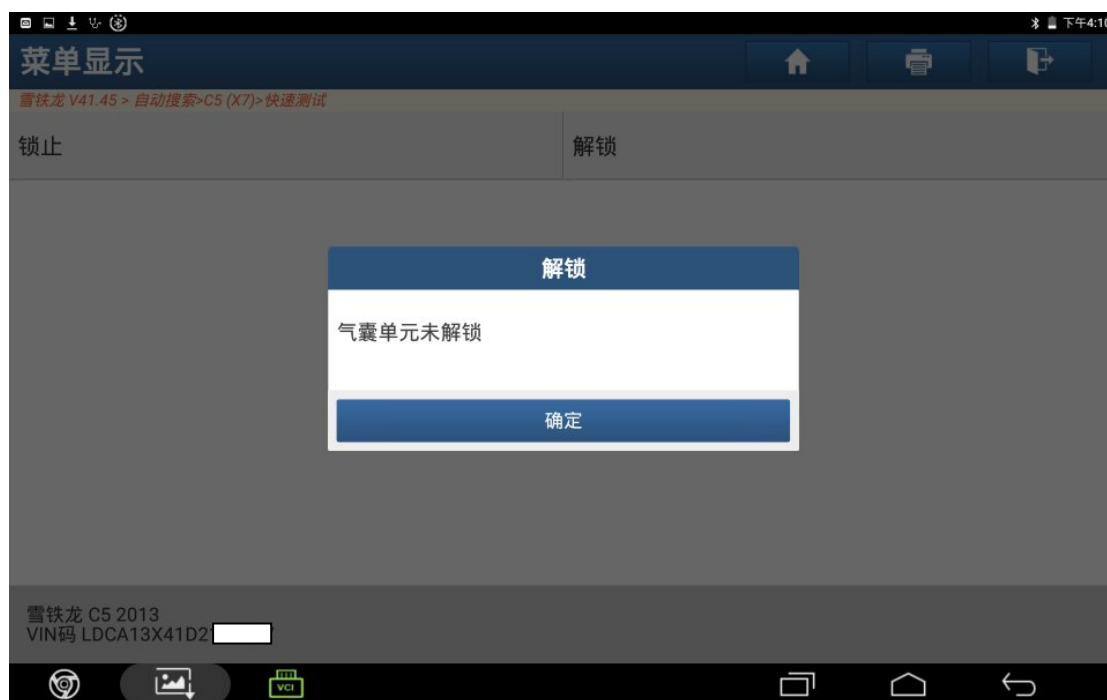 下午4:10
菜单显示
雪铁龙 V41.45 > 自动搜索>C5 (X7)>快速测试
锁止
解锁
解锁
气囊单元未解锁
确定
雪铁龙 C5 2013
VIN码 LDCA13X41D2
VCI